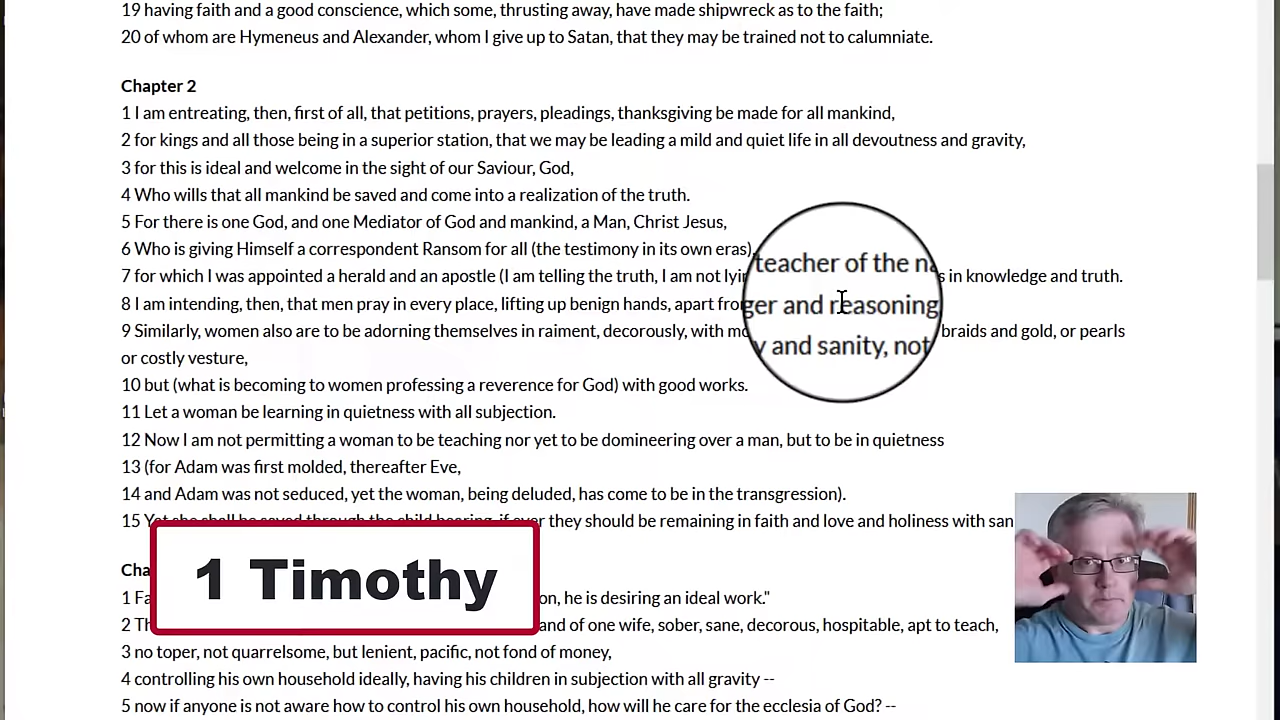 19 having faith and a good conscience, which some, thrusting away, have made shipwreck as to the faith;
20 of whom are Hymeneus and Alexander, whom I give up to Satan, that they may be trained not to calumniate.
Chapter 2
1 I am entreating, then, first of all, that petitions, prayers, pleadings, thanksgiving be made for all mankind,
2 for kings and all those being in a superior station, that we may be leading a mild and quiet life in all devoutness and gravity,
3 for this is ideal and welcome in the sight of our Saviour, God,
4 Who wills that all mankind be saved and come into a realization of the truth.
5 For there is one God, and one Mediator of God and mankind, a Man, Christ Jesus,
6 Who is giving Himself a correspondent Ransom for all (the testimony in its own eras),
7 for which I was appointed a herald and an apostle (I am telling the truth, I am not teacher of the in knowledge and truth.
8 I am intending, then, that men pray in every place, lifting up benign hands, apart and reasoning
9 Similarly, women also are to be adorning themselves in raiment, decorously, with and sanity, not braids and gold, or pearls
or costly vesture,
10 but (what is becoming to women professing a reverence for God) with good works.
11 Let a woman be learning in quietness with all subjection.
12 Now I am not permitting a woman to be teaching nor yet to be domineering over a man, but to be in quietness
13 (for Adam was first molded, thereafter Eve,
14 and Adam was not seduced, yet the woman, being deluded, has come to be in the transgression).
15 Yet she shall be saved through the child bearing, if ever they should be remaining in faith and love and holiness with
1 Timothy
1 he is desiring an ideal work."
2 of one wife, sober, sane, decorous, hospitable, apt to teach,
3 no toper, not quarrelsome, but lenient, pacific, not fond of money,
4 controlling his own household ideally, having his children in subjection with all gravity --
5 now if anyone is not aware how to control his own household, how will he care for the ecclesia of God? --